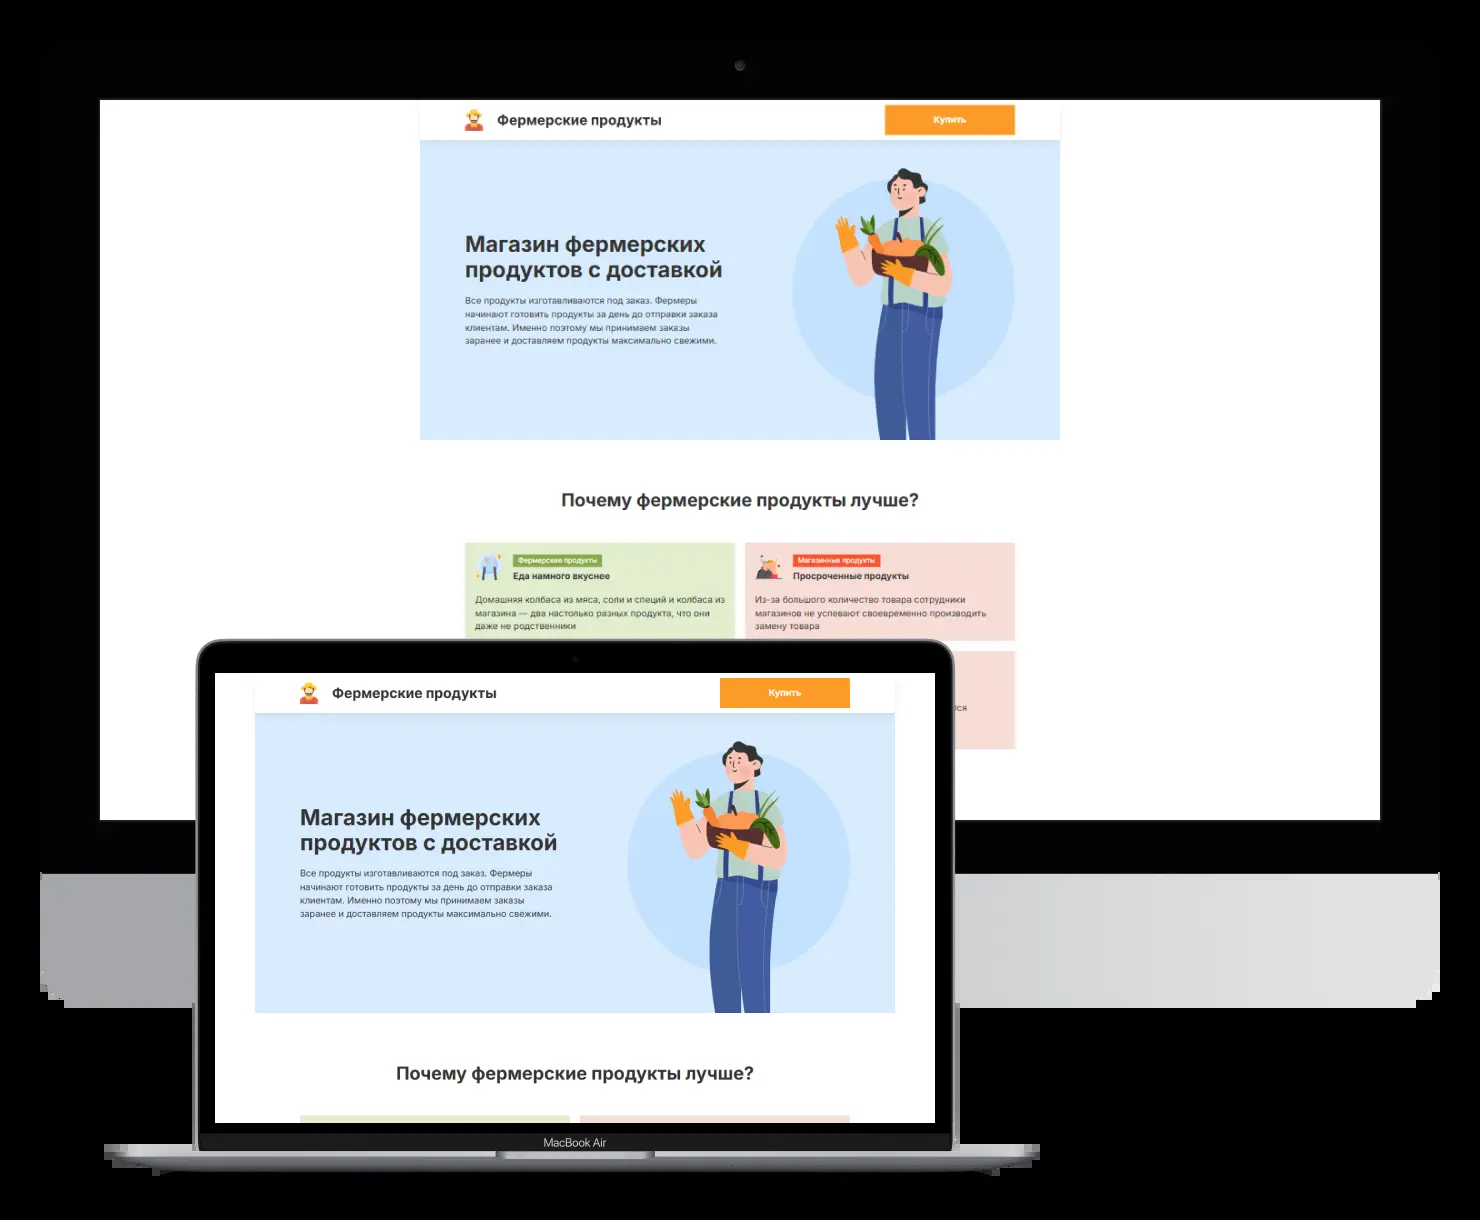 Фермерские продукты
Купить
Магазин фермерских
продуктов с доставкой
Все продукты изготавливаются под заказ. Фермеры
начинают готовить продукты за день до отправки заказа
клиентам. Именно поэтому мы принимаем заказы
заранее и доставляем продукты максимально свежими.
Почему фермерские продукты лучше?
Фермерские продукты
Еда намного вкуснее
Домашняя колбаса из мяса, соли и специй и колбаса из
магазина — два настолько разных продукта, что они
даже не родственники
Магазинные продукты
Просроченные продукты
Из-за большого количество товара сотрудники
магазинов не успевают своевременно производить
замену товара
тся
Фермерские продукты
Купить
Магазин фермерских
продуктов с доставкой
Все продукты изготавливаются под заказ. Фермеры
начинают готовить продукты за день до отправки заказа
клиентам. Именно поэтому мы принимаем заказы
заранее и доставляем продукты максимально свежими.
Почему фермерские продукты лучше?
MacBook Air